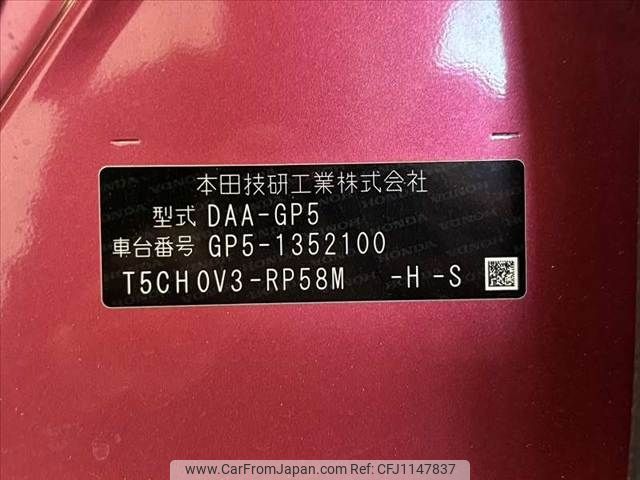 本田技研工業株式会社
型式 DAA-GP5
車台番号 GP5-1352100
T5CH0V3-RP58M -H -S
www.CarFromJapan.com - CFJ1147837